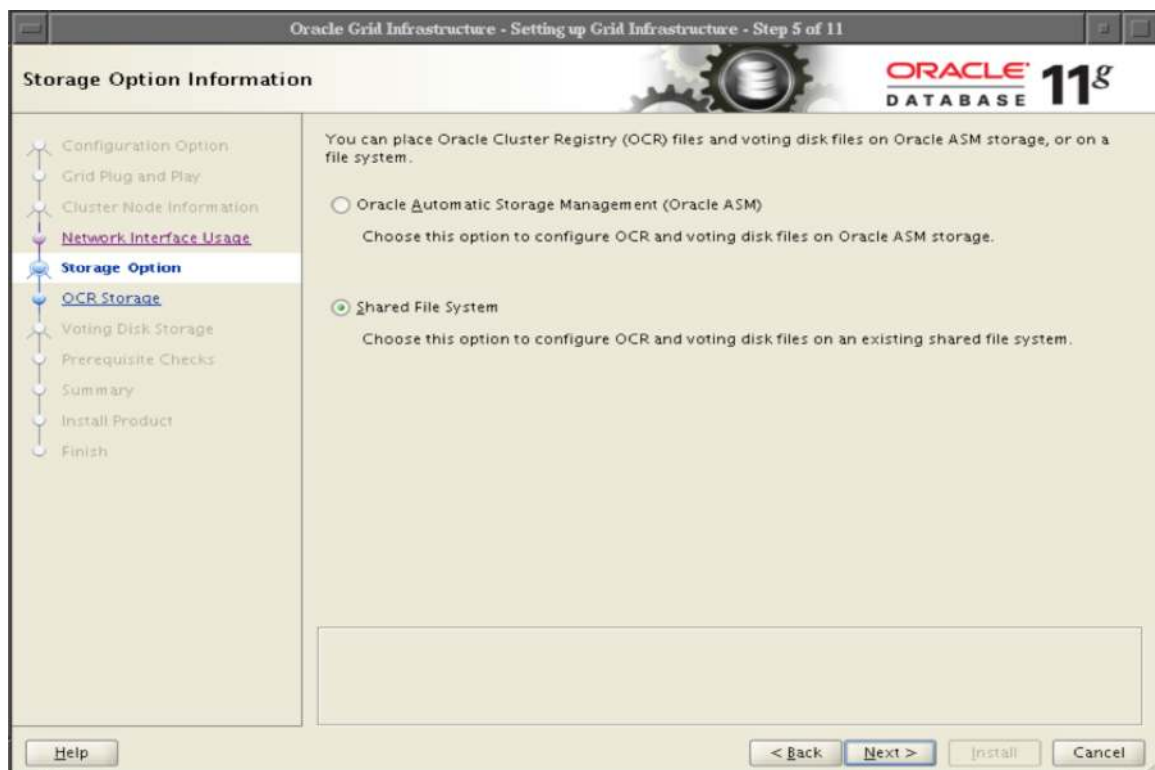 Oracle Grid Infrastructure - Setting up Grid Infrastructure - Step 5 of 11
Storage Option Information
ORACLE
DATABASE
11g
Configuration Option
Grid Plug and Play
Cluster Node Information
Network Interface Usage
Storage Option
OCR Storage
Voting Disk Storage
Prerequisite Checks
Summary
Install Product
Finish
You can place Oracle Cluster Registry (OCR) files and voting disk files on Oracle ASM storage, or on a
file system.
Oracle Automatic Storage Management (Oracle ASM)
Choose this option to configure OCR and voting disk files on Oracle ASM storage.
Shared File System
Choose this option to configure OCR and voting disk files on an existing shared file system.
Help
< Back
Next >
Install
Cancel